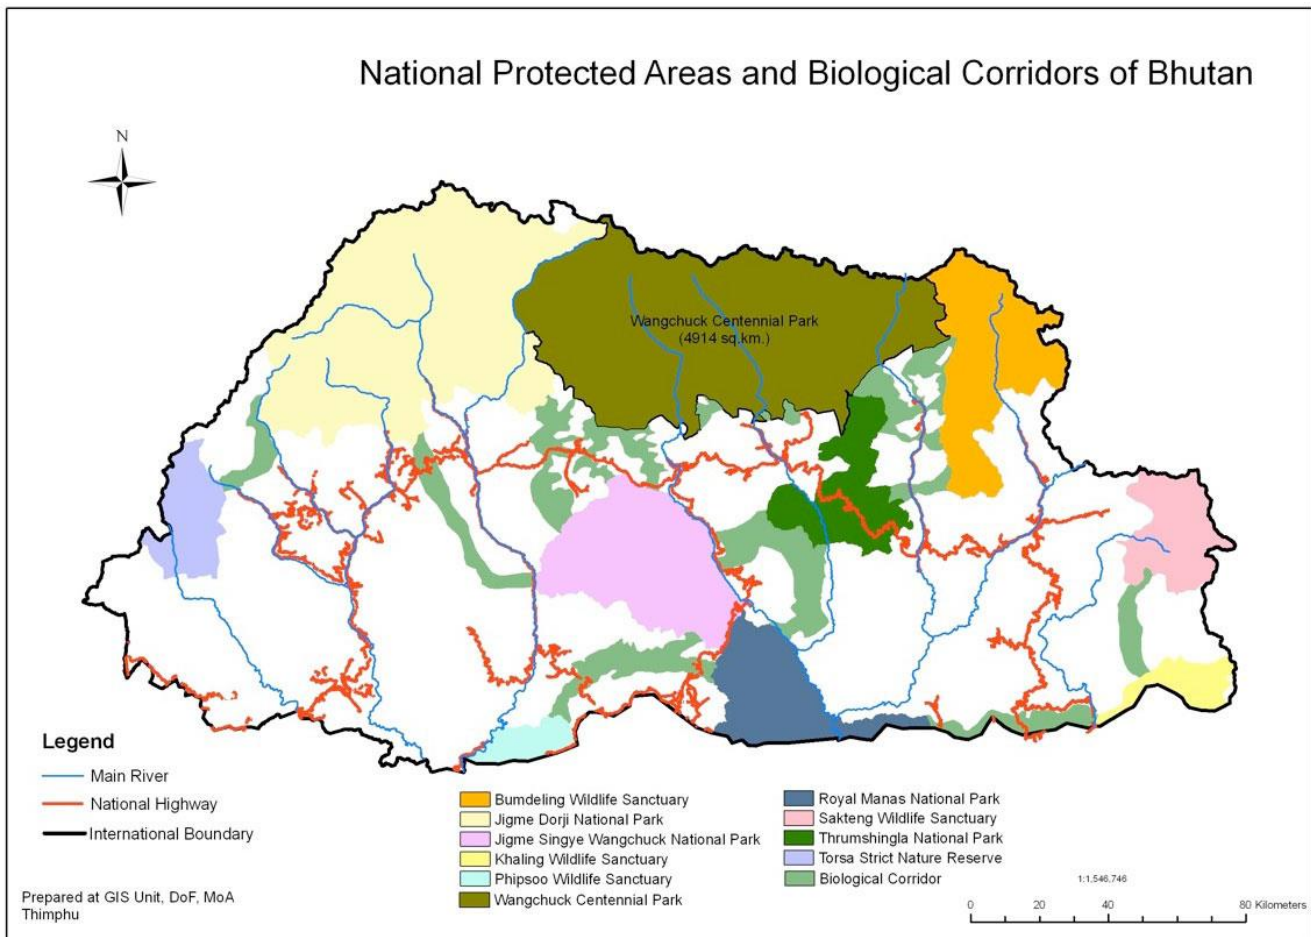 National Protected Areas and Biological Corridors of Bhutan
N
Wangchuck Centennial Park
(4914 sq.km.)
Legend
Main River
National Highway
International Boundary
Bumdeling Wildlife Sanctuary
Jigme Dorji National Park
Jigme Singye Wangchuck National Park
Khaling Wildlife Sanctuary
Phipsoo Wildlife Sanctuary
Wangchuck Centennial Park
Royal Manas National Park
Sakteng Wildlife Sanctuary
Thrumshingla National Park
Torsa Strict Nature Reserve
Biological Corridor
1:1,546,746
0 20 40 80 Kilometers
Prepared at GIS Unit, DoF, MoA
Thimphu